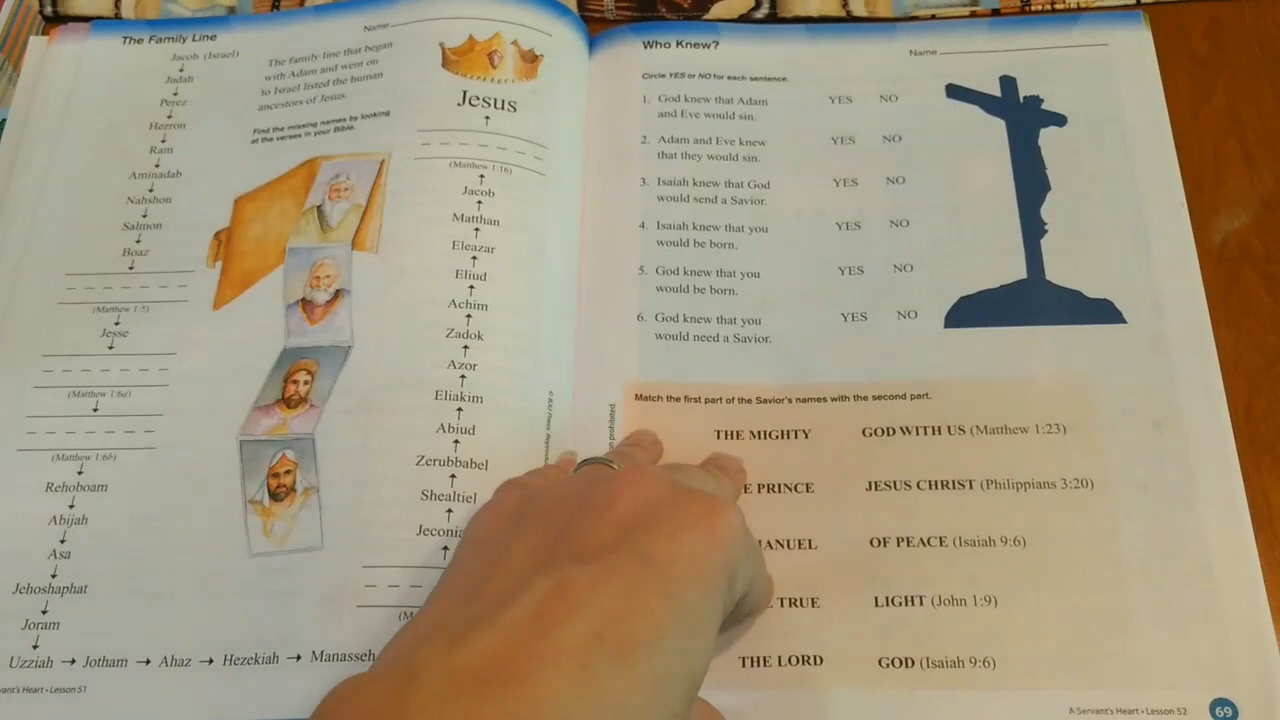 The Family Line
Name
Jacob (Israel)
Judah
Perez
Hezron
Ram
Aminadab
Nahshon
Salmon
Boaz
(Matthew 1:5)
Jesse
(Matthew 1:6a)
(Matthew 1:6b)
Rehoboam
Abijah
Asa
Jehoshaphat
Joram
Uzziah → Jotham → Ahaz → Hezekiah → Manasseh
The family line that began
with Adam and went on
to Israel listed the human
ancestors of Jesus.
Find the missing names by looking
at the verses in your Bible.
Jesus
(Matthew 1:16)
Jacob
Matthan
Eleazar
Eliud
Achim
Zadok
Azor
Eliakim
Abiud
Zerubbabel
Shealtiel
Jeconia
(M
vant's Heart • Lesson 51
Who Knew?
Name
Circle YES or NO for each sentence.
1. God knew that Adam
and Eve would sin.
YES NO
2. Adam and Eve knew
that they would sin.
YES NO
3. Isaiah knew that God
would send a Savior.
YES NO
4. Isaiah knew that you
would be born.
YES NO
5. God knew that you
would be born.
YES NO
6. God knew that you
would need a Savior.
YES NO
prohibited.
Match the first part of the Savior's names with the second part.
THE MIGHTY GOD WITH US (Matthew 1:23)
E PRINCE JESUS CHRIST (Philippians 3:20)
MANUEL OF PEACE (Isaiah 9:6)
TRUE LIGHT (John 1:9)
THE LORD GOD (Isaiah 9:6)
A Servant's Heart • Lesson 52 69